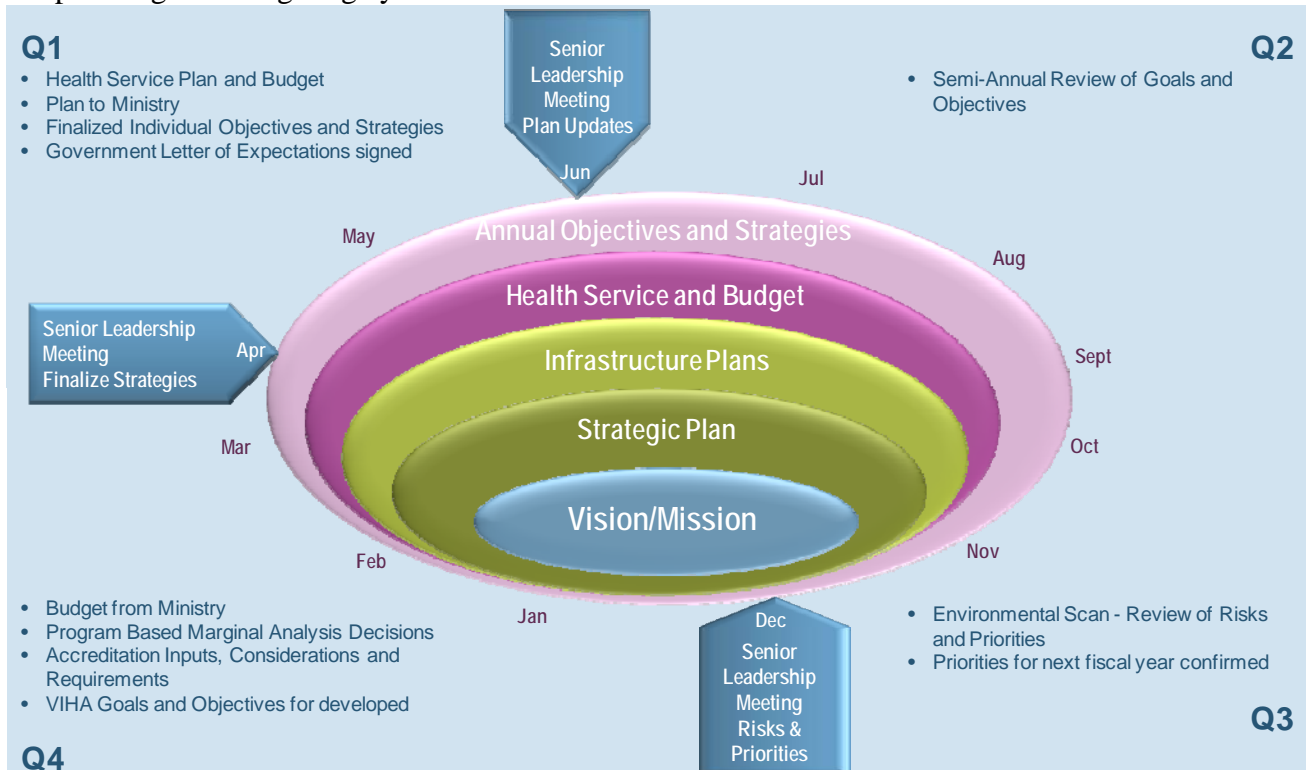 Q1
• Health Service Plan and Budget
• Plan to Ministry
• Finalized Individual Objectives and Strategies
• Government Letter of Expectations signed
Senior
Leadership
Meeting
Plan Updates
Jun
Q2
• Semi-Annual Review of Goals and
Objectives
Jul
May
Aug
Annual Objectives and Strategies
Health Service and Budget
Senior Leadership
Meeting
Finalize Strategies
Apr
Infrastructure Plans
Sept
Strategic Plan
Mar
Oct
Vision/Mission
Feb
Nov
Jan
• Budget from Ministry
• Program Based Marginal Analysis Decisions
• Accreditation Inputs, Considerations and
Requirements
• VIHA Goals and Objectives for developed
Q4
Dec
Senior
Leadership
Meeting
Risks &
Priorities
• Environmental Scan - Review of Risks
and Priorities
• Priorities for next fiscal year confirmed
Q3